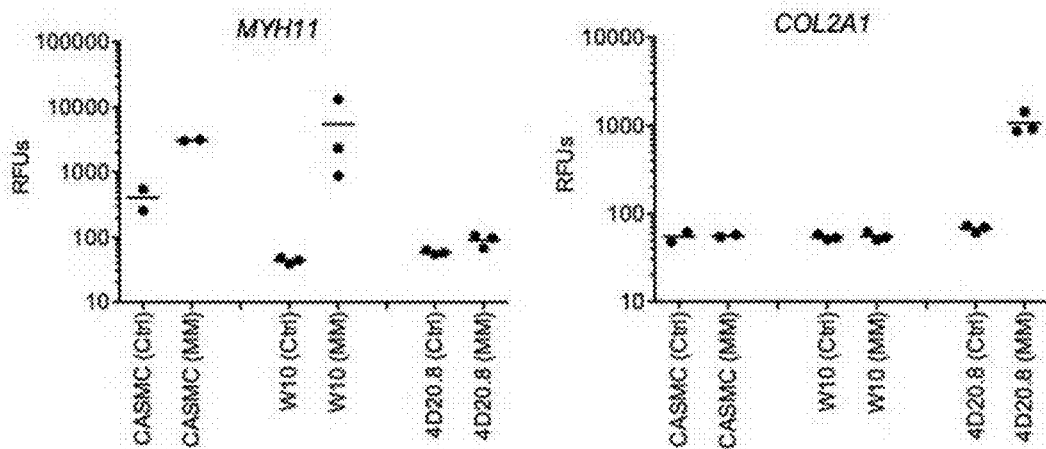 MYH11
100000
10000
1000
100
10
RFUs
CASMC (Ctrl)
CASMC (MM)
W10 (Ctrl)
W10 (MM)
4D20.8 (Ctrl)
4D20.8 (MM)
COL2A1
10000
1000
100
10
RFUs
CASMC (Ctrl)
CASMC (MM)
W10 (Ctrl)
W10 (MM)
4D20.8 (Ctrl)
4D20.8 (MM)